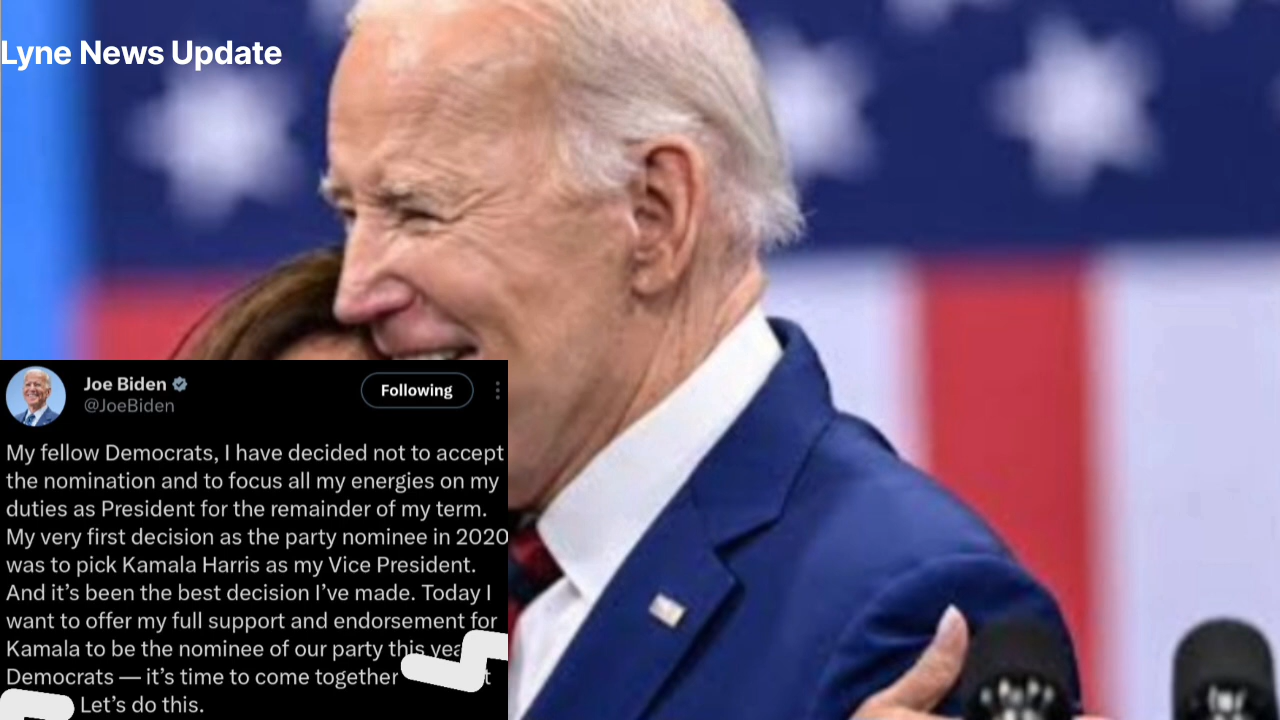 Lyne News Update
Joe Biden
@JoeBiden
Following
My fellow Democrats, I have decided not to accept
the nomination and to focus all my energies on my
duties as President for the remainder of my term.
My very first decision as the party nominee in 2020
was to pick Kamala Harris as my Vice President.
And it’s been the best decision I’ve made. Today I
want to offer my full support and endorsement for
Kamala to be the nominee of our party this
Democrats — it’s time to come together
Let’s do this.